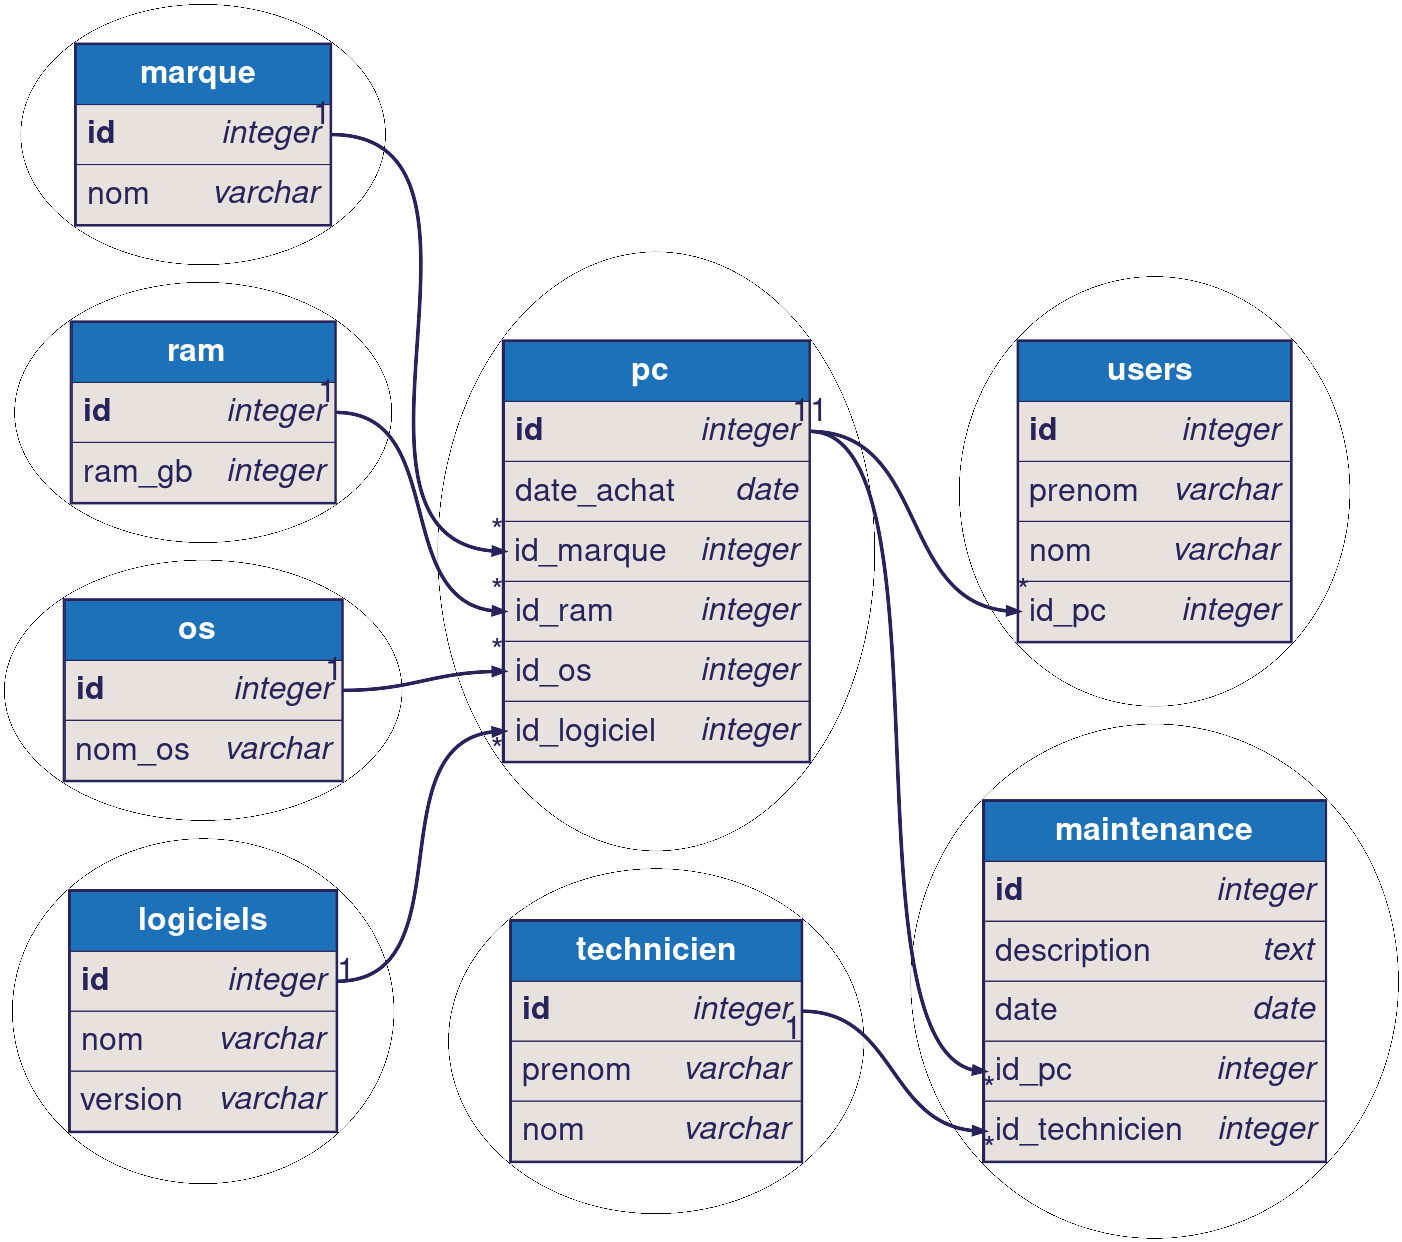 marque
id integer 1
nom varchar
ram
id integer 1
ram_gb integer
os
id integer 1
nom_os varchar
logiciels
id integer 1
nom varchar
version varchar
pc
id integer 1 1
date_achat date
* id_marque integer
* id_ram integer
* id_os integer
* id_logiciel integer
technicien
id integer 1
prenom varchar
nom varchar
users
id integer
prenom varchar
nom varchar
* id_pc integer
maintenance
id integer
description text
date date
* id_pc integer
* id_technicien integer